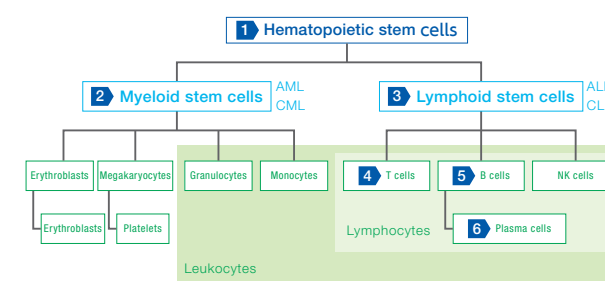 1 Hematopoietic stem cells
2 Myeloid stem cells
AML
CML
3 Lymphoid stem cells
Erythroblasts
Megakaryocytes
Granulocytes
Monocytes
4 T cells
5 B cells
NK cells
Erythroblasts
Platelets
Lymphocytes
6 Plasma cells
Leukocytes